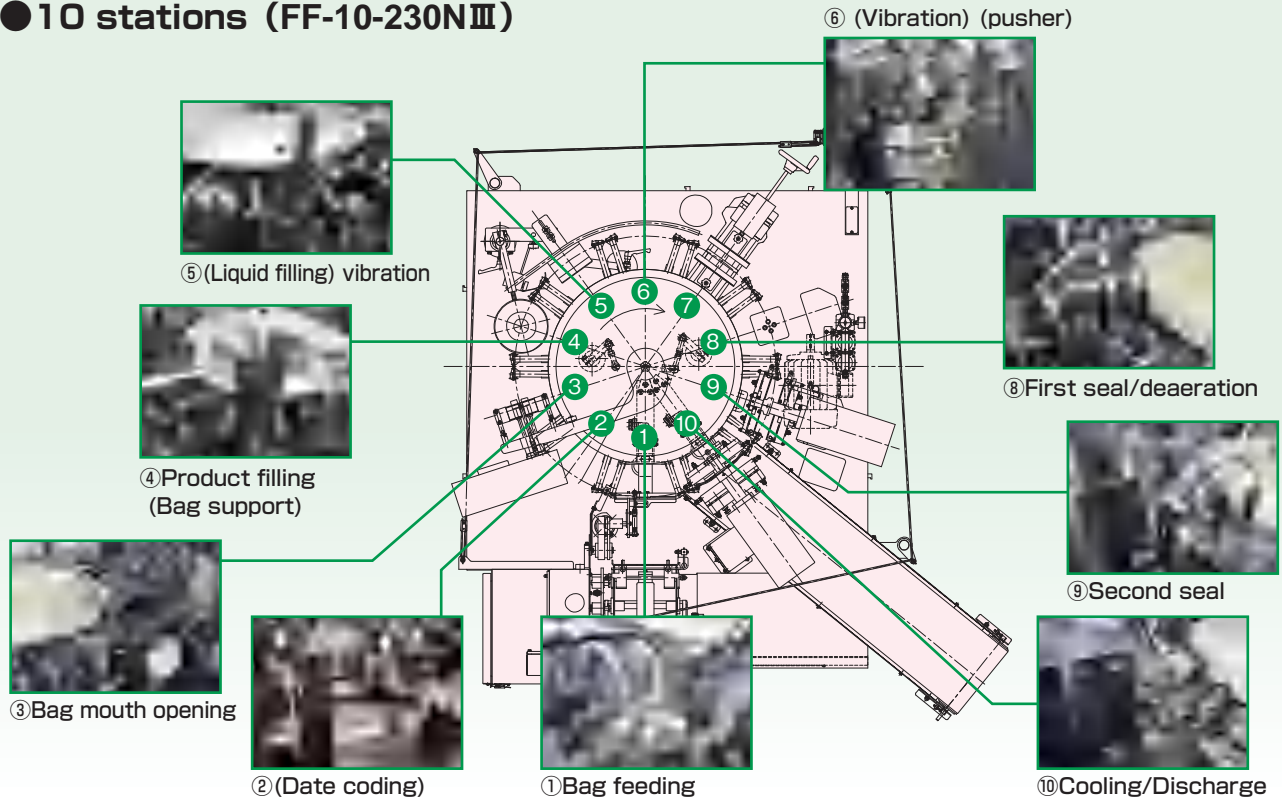 ●10 stations (FF-10-230NⅢ)
⑥ (Vibration) (pusher)
⑤(Liquid filling) vibration
④Product filling
(Bag support)
③Bag mouth opening
②(Date coding)
①Bag feeding
⑧First seal/deaeration
⑨Second seal
⑩Cooling/Discharge
6
5
7
4
8
3
9
2
10
1